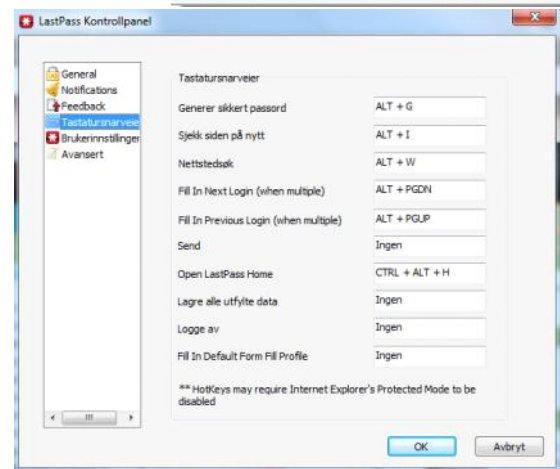 LastPass Kontrollpanel
General
Notifications
Feedback
Tastatursnarveie
Brukerinnstillinger
Avansert
Tastatursnarveier
Generer sikkert passord ALT + G
Sjekk siden på nytt ALT + I
Nettstedsøk ALT + W
Fill In Next Login (when multiple) ALT + PGDN
Fill In Previous Login (when multiple) ALT + PGUP
Send Ingen
Open LastPass Home CTRL + ALT + H
Lagre alle utfylte data Ingen
Logge av Ingen
Fill In Default Form Fill Profile Ingen
** HotKeys may require Internet Explorer's Protected Mode to be
disabled
OK Avbryt